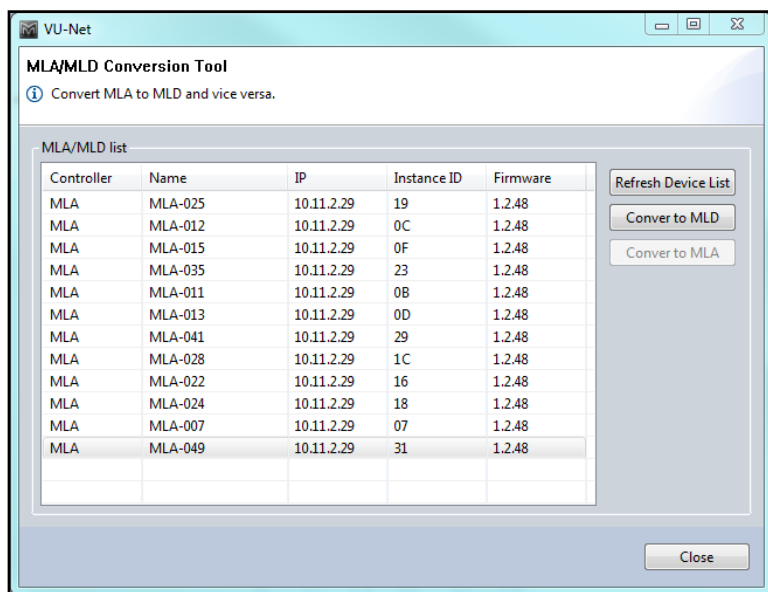 VU-Net
MLA/MLD Conversion Tool
Convert MLA to MLD and vice versa.
MLA/MLD list
Controller Name IP Instance ID Firmware
MLA MLA-025 10.11.2.29 19 1.2.48
MLA MLA-012 10.11.2.29 0C 1.2.48
MLA MLA-015 10.11.2.29 0F 1.2.48
MLA MLA-035 10.11.2.29 23 1.2.48
MLA MLA-011 10.11.2.29 0B 1.2.48
MLA MLA-013 10.11.2.29 0D 1.2.48
MLA MLA-041 10.11.2.29 29 1.2.48
MLA MLA-028 10.11.2.29 1C 1.2.48
MLA MLA-022 10.11.2.29 16 1.2.48
MLA MLA-024 10.11.2.29 18 1.2.48
MLA MLA-007 10.11.2.29 07 1.2.48
MLA MLA-049 10.11.2.29 31 1.2.48
Refresh Device List
Conver to MLD
Conver to MLA
Close